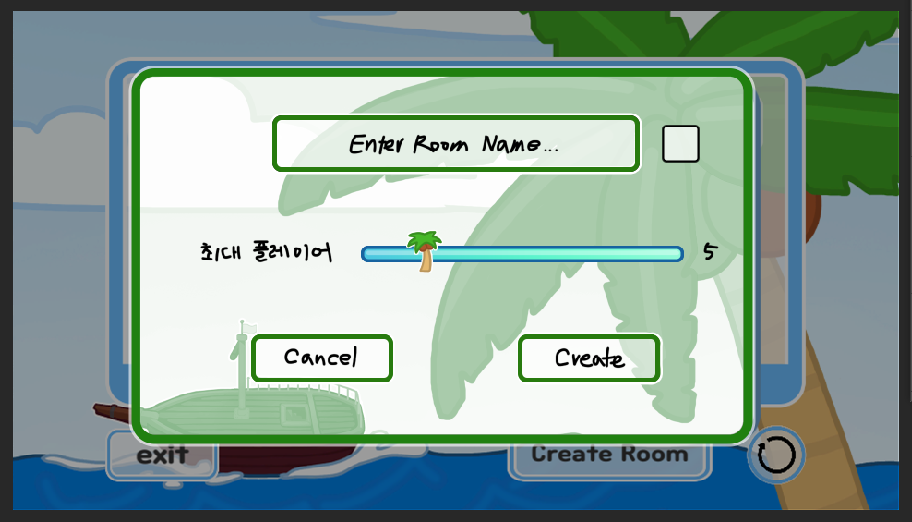 Enter Room Name...
최대 플레이어 5
Cancel Create
exit Create Room